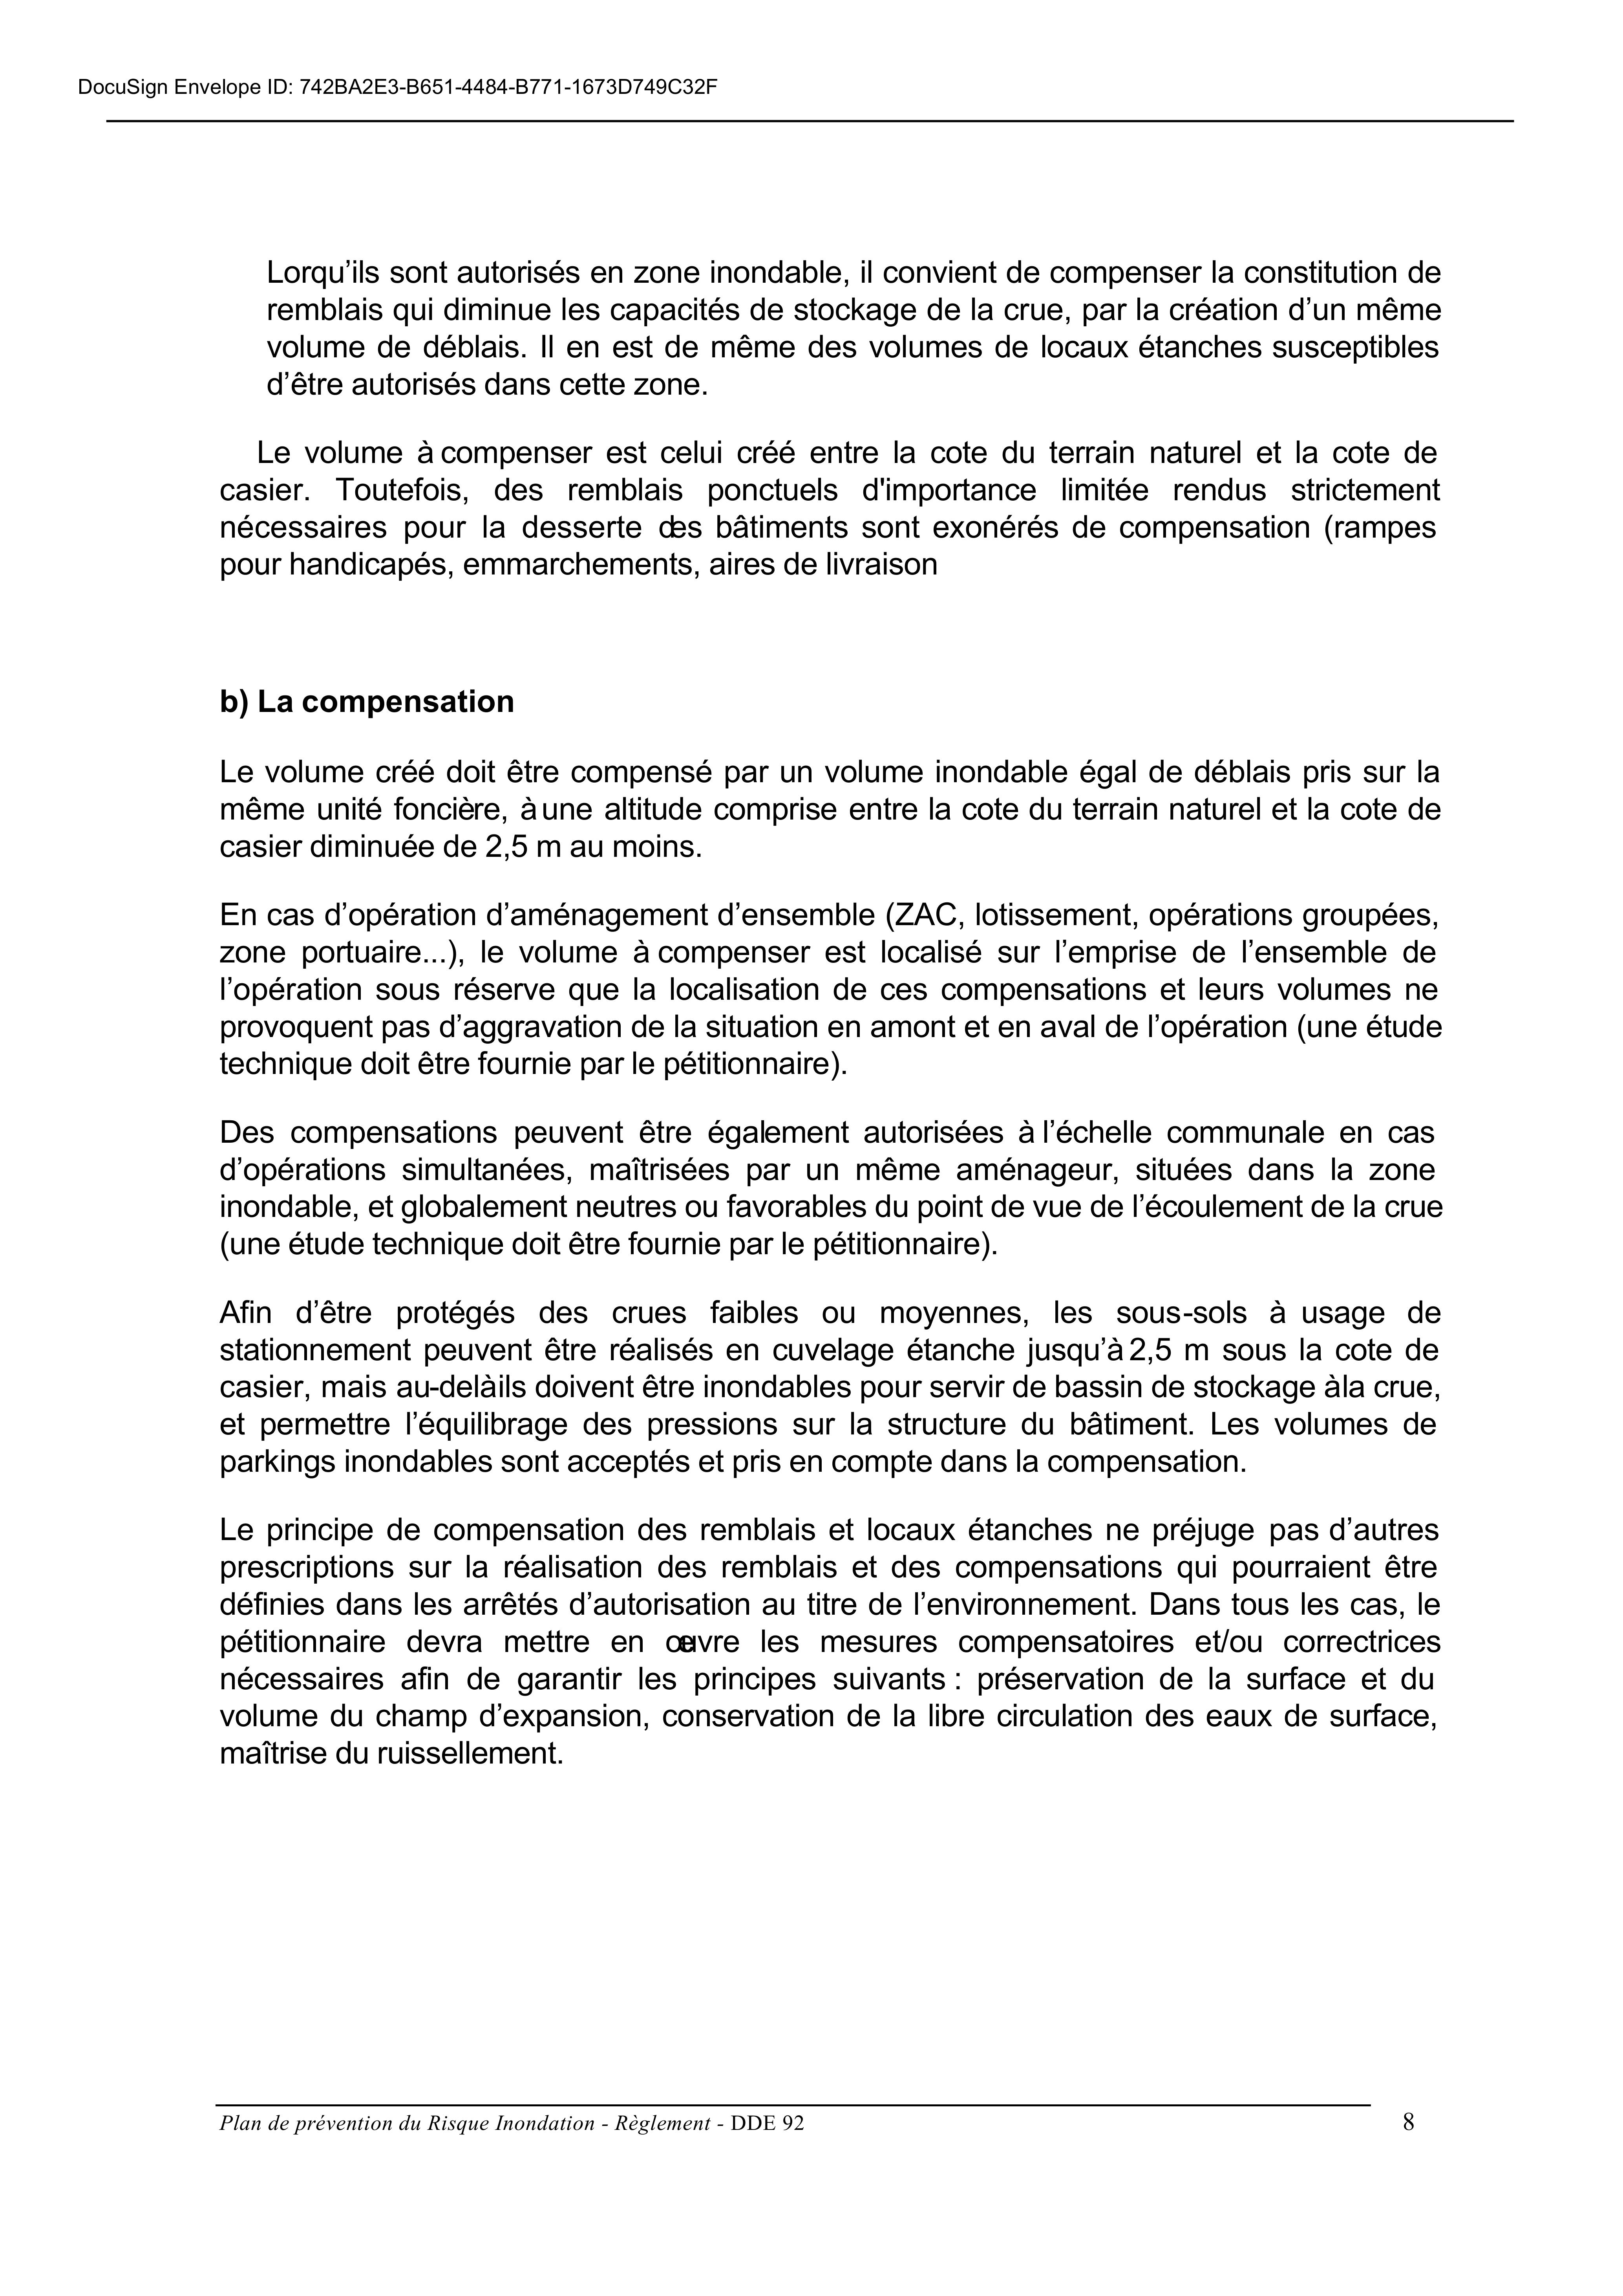 DocuSign Envelope ID: 742BA2E3-B651-4484-B771-1673D749C32F
Lorqu’ils sont autorisés en zone inondable, il convient de compenser la constitution de
remblais qui diminue les capacités de stockage de la crue, par la création d’un même
volume de déblais. Il en est de même des volumes de locaux étanches susceptibles
d’être autorisés dans cette zone.
Le volume à compenser est celui créé entre la cote du terrain naturel et la cote de
casier. Toutefois, des remblais ponctuels d'importance limitée rendus strictement
nécessaires pour la desserte des bâtiments sont exonérés de compensation (rampes
pour handicapés, emmarchements, aires de livraison
b) La compensation
Le volume créé doit être compensé par un volume inondable égal de déblais pris sur la
même unité foncière, à une altitude comprise entre la cote du terrain naturel et la cote de
casier diminuée de 2,5 m au moins.
En cas d’opération d’aménagement d’ensemble (ZAC, lotissement, opérations groupées,
zone portuaire...), le volume à compenser est localisé sur l’emprise de l’ensemble de
l’opération sous réserve que la localisation de ces compensations et leurs volumes ne
provoquent pas d’aggravation de la situation en amont et en aval de l’opération (une étude
technique doit être fournie par le pétitionnaire).
Des compensations peuvent être également autorisées à l’échelle communale en cas
d’opérations simultanées, maîtrisées par un même aménageur, situées dans la zone
inondable, et globalement neutres ou favorables du point de vue de l’écoulement de la crue
(une étude technique doit être fournie par le pétitionnaire).
Afin d’être protégés des crues faibles ou moyennes, les sous-sols à usage de
stationnement peuvent être réalisés en cuvelage étanche jusqu’à 2,5 m sous la cote de
casier, mais au-delà ils doivent être inondables pour servir de bassin de stockage à la crue,
et permettre l’équilibrage des pressions sur la structure du bâtiment. Les volumes de
parkings inondables sont acceptés et pris en compte dans la compensation.
Le principe de compensation des remblais et locaux étanches ne préjuge pas d’autres
prescriptions sur la réalisation des remblais et des compensations qui pourraient être
définies dans les arrêtés d’autorisation au titre de l’environnement. Dans tous les cas, le
pétitionnaire devra mettre en œuvre les mesures compensatoires et/ou correctrices
nécessaires afin de garantir les principes suivants : préservation de la surface et du
volume du champ d’expansion, conservation de la libre circulation des eaux de surface,
maîtrise du ruissellement.
Plan de prévention du Risque Inondation - Règlement - DDE 92 8